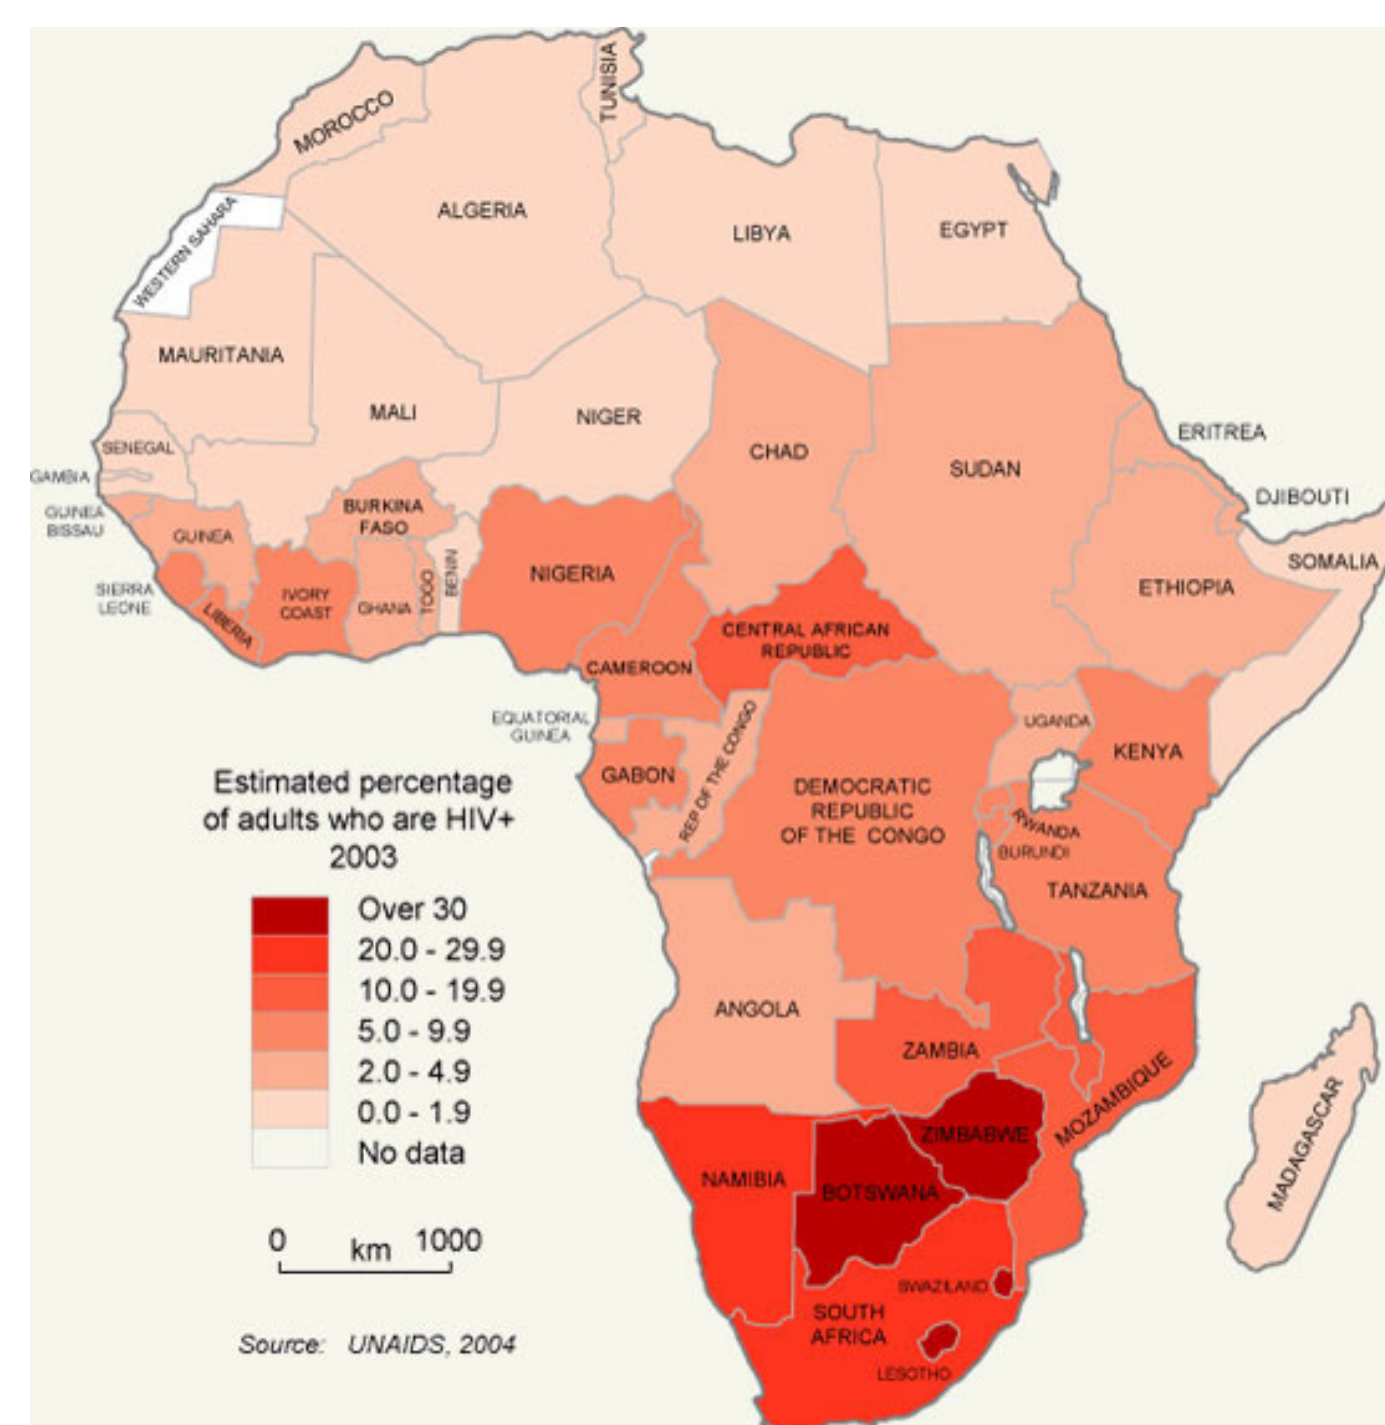 TUNISIA
MOROCCO
ALGERIA
LIBYA
EGYPT
WESTERN SAHARA
MAURITANIA
MALI
NIGER
CHAD
SUDAN
ERITREA
DJIBOUTI
SENEGAL
GAMBIA
GUINEA
BISSAU
GUINEA
BURKINA
FASO
SIERRA
LEONE
LIBERIA
IVORY
COAST
GHANA
TOGO
BENIN
NIGERIA
SOMALIA
ETHIOPIA
CENTRAL AFRICAN
REPUBLIC
CAMEROON
EQUATORIAL
GUINEA
GABON
REP OF THE CONGO
UGANDA
KENYA
DEMOCRATIC
REPUBLIC
OF THE CONGO
RWANDA
BURUNDI
TANZANIA
Estimated percentage
of adults who are HIV+
2003
Over 30
20.0 - 29.9
10.0 - 19.9
5.0 - 9.9
2.0 - 4.9
0.0 - 1.9
No data
0 km 1000
Source: UNAIDS, 2004
ANGOLA
ZAMBIA
MOZAMBIQUE
ZIMBABWE
NAMIBIA
BOTSWANA
MADAGASCAR
SWAZILAND
SOUTH
AFRICA
LESOTHO